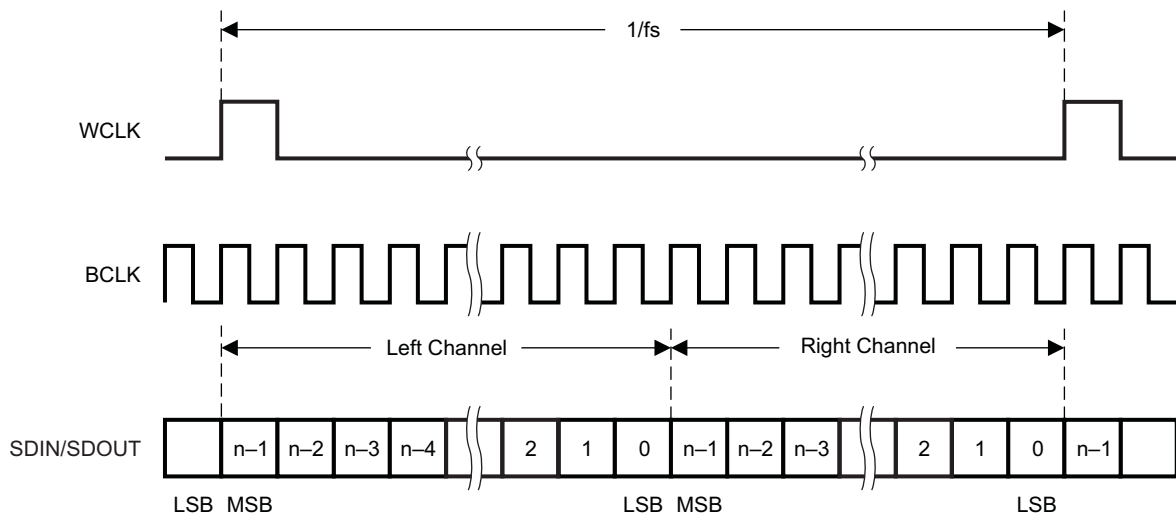 1/fs
WCLK
BCLK
Left Channel Right Channel
SDIN/SDOUT n–1 n–2 n–3 n–4 2 1 0 n–1 n–2 n–3 2 1 0 n–1
LSB MSB LSB MSB LSB